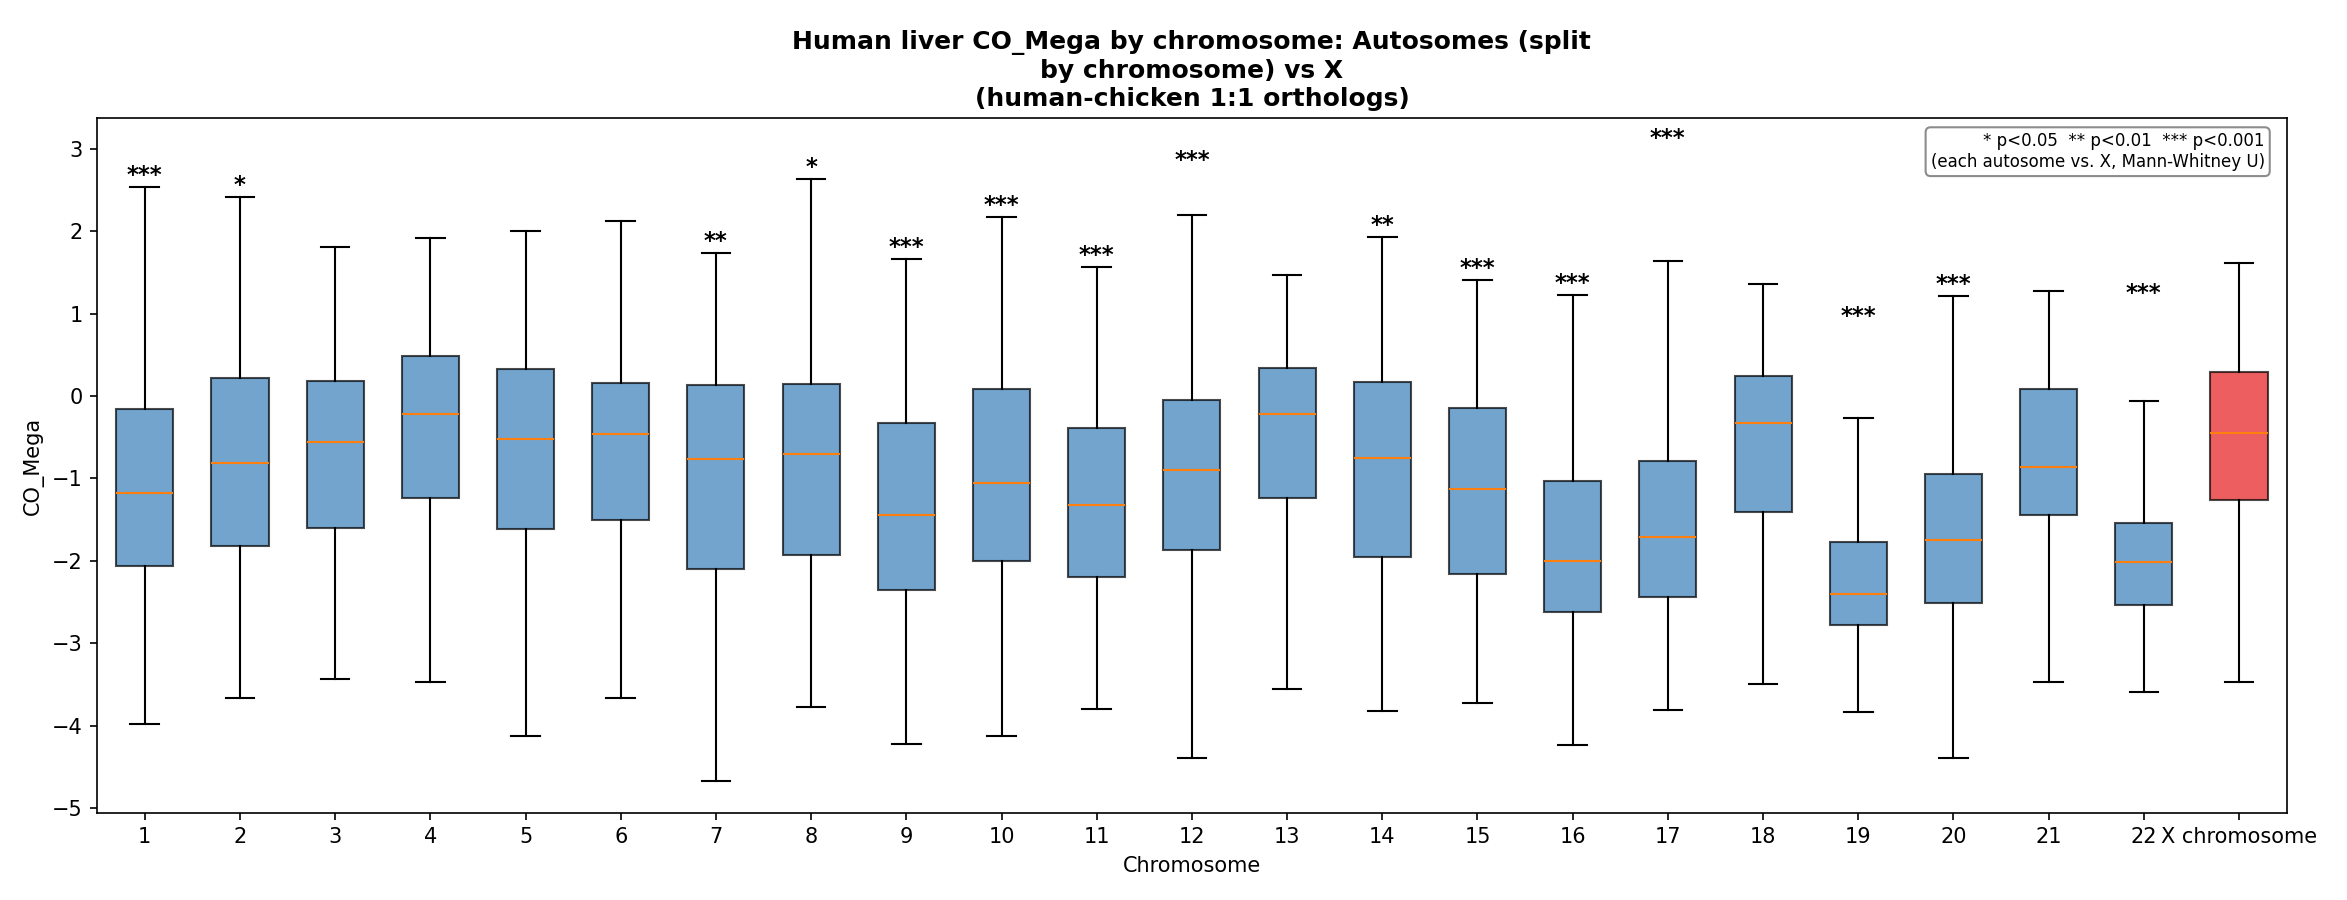 Human liver CO_Mega by chromosome: Autosomes (split
by chromosome) vs X
(human-chicken 1:1 orthologs)
* p<0.05 ** p<0.01 *** p<0.001
(each autosome vs. X, Mann-Whitney U)
*** * ** * *** *** *** *** ** *** *** *** *** *** ***
CO_Mega
3
2
1
0
−1
−2
−3
−4
−5
1 2 3 4 5 6 7 8 9 10 11 12 13 14 15 16 17 18 19 20 21 22 X chromosome
Chromosome